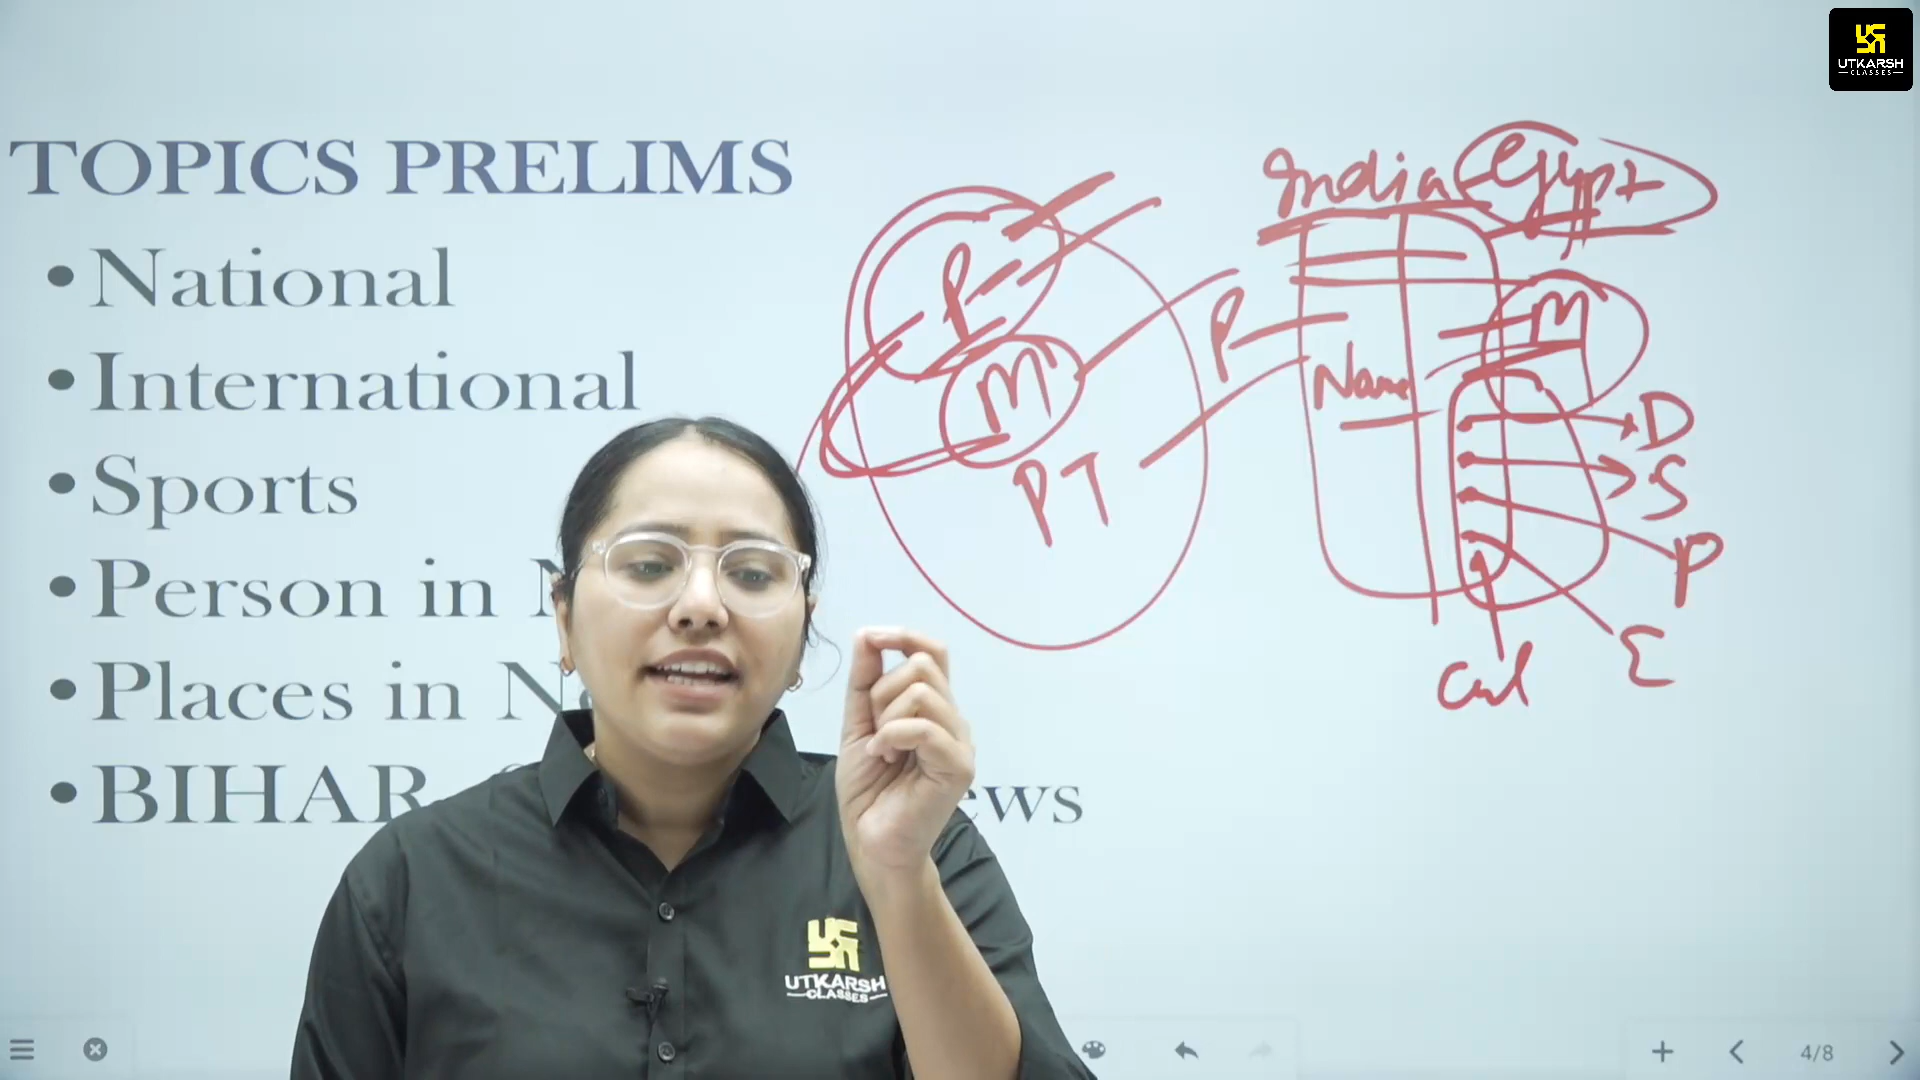 UTKARSH
CLASSES
TOPICS PRELIMS
• National
• International
• Sports
• Person in N
• Places in N
• BIHAR
ews
India Egypt
P
M
PT
P
Name
M
D
S
P
E
Cul
UTKARSH
CLASSES
4/8